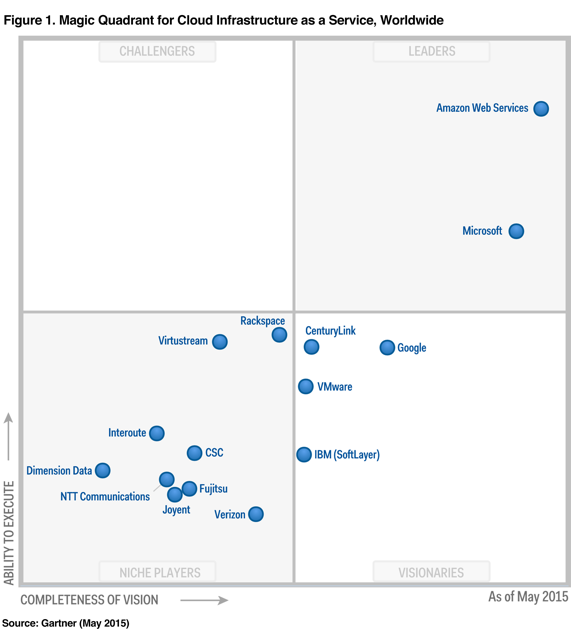 Figure 1. Magic Quadrant for Cloud Infrastructure as a Service, Worldwide
CHALLENGERS
LEADERS
Amazon Web Services
Microsoft
Rackspace
Virtustream
CenturyLink
Google
VMware
Interoute
CSC
IBM (SoftLayer)
Dimension Data
NTT Communications
Fujitsu
Joyent
Verizon
NICHE PLAYERS
VISIONARIES
ABILITY TO EXECUTE
COMPLETENESS OF VISION
As of May 2015
Source: Gartner (May 2015)